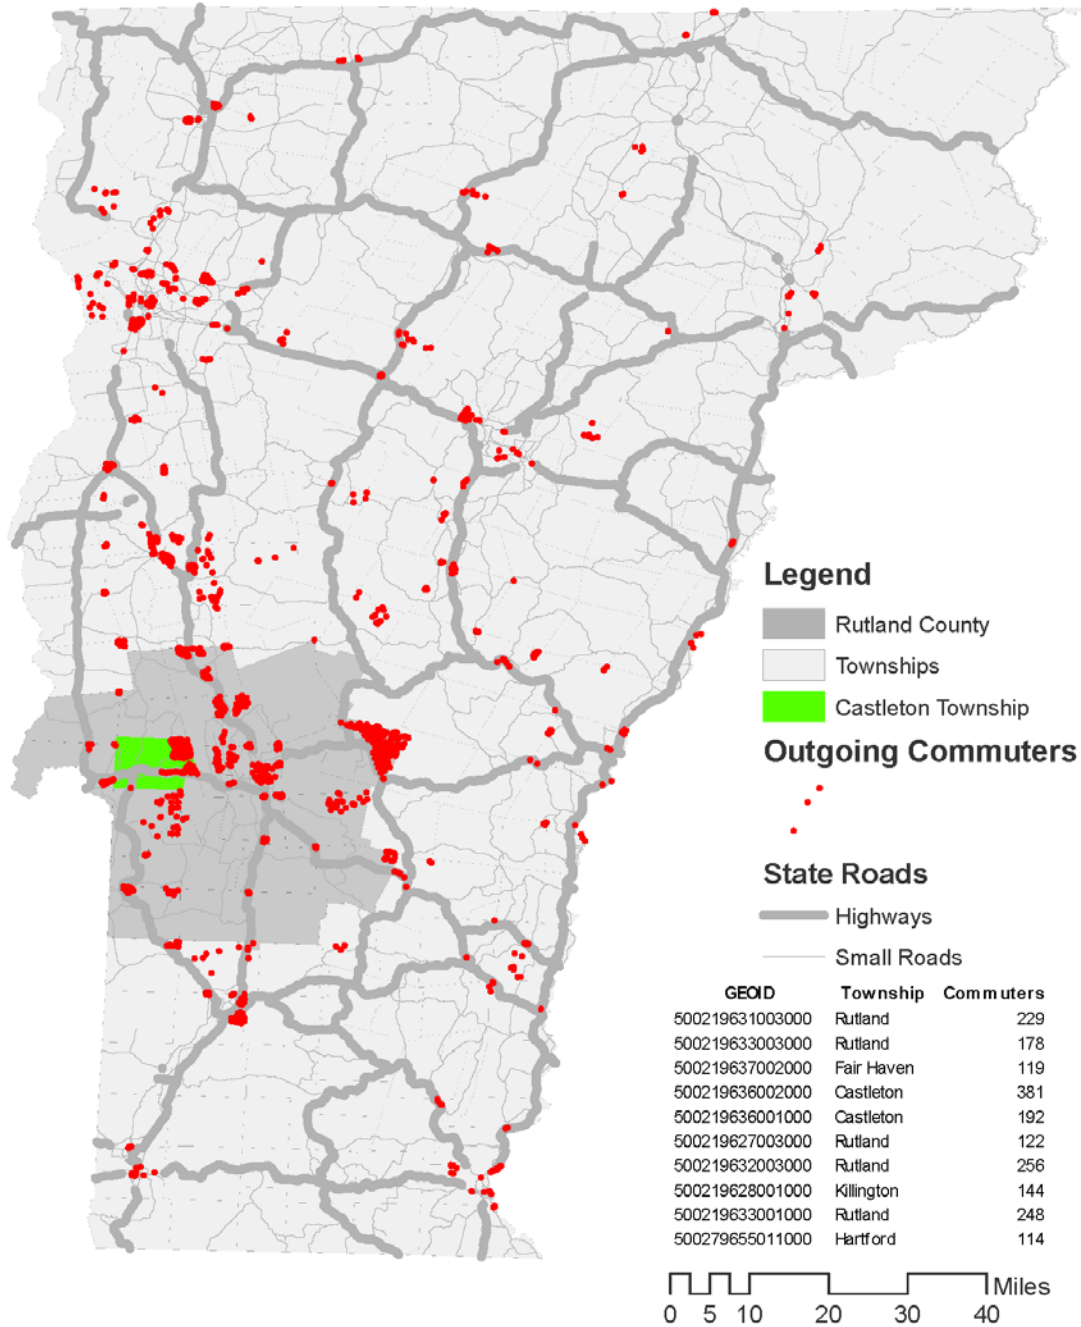 Legend
Rutland County
Townships
Castleton Township
Outgoing Commuters
State Roads
Highways
Small Roads
GEOID Township Commuters
500219631003000 Rutland 229
500219633003000 Rutland 178
500219637002000 Fair Haven 119
500219636002000 Castleton 381
500219636001000 Castleton 192
500219627003000 Rutland 122
500219632003000 Rutland 256
500219628001000 Killington 144
500219633001000 Rutland 248
500279655011000 Hartford 114
Miles
0 5 10 20 30 40